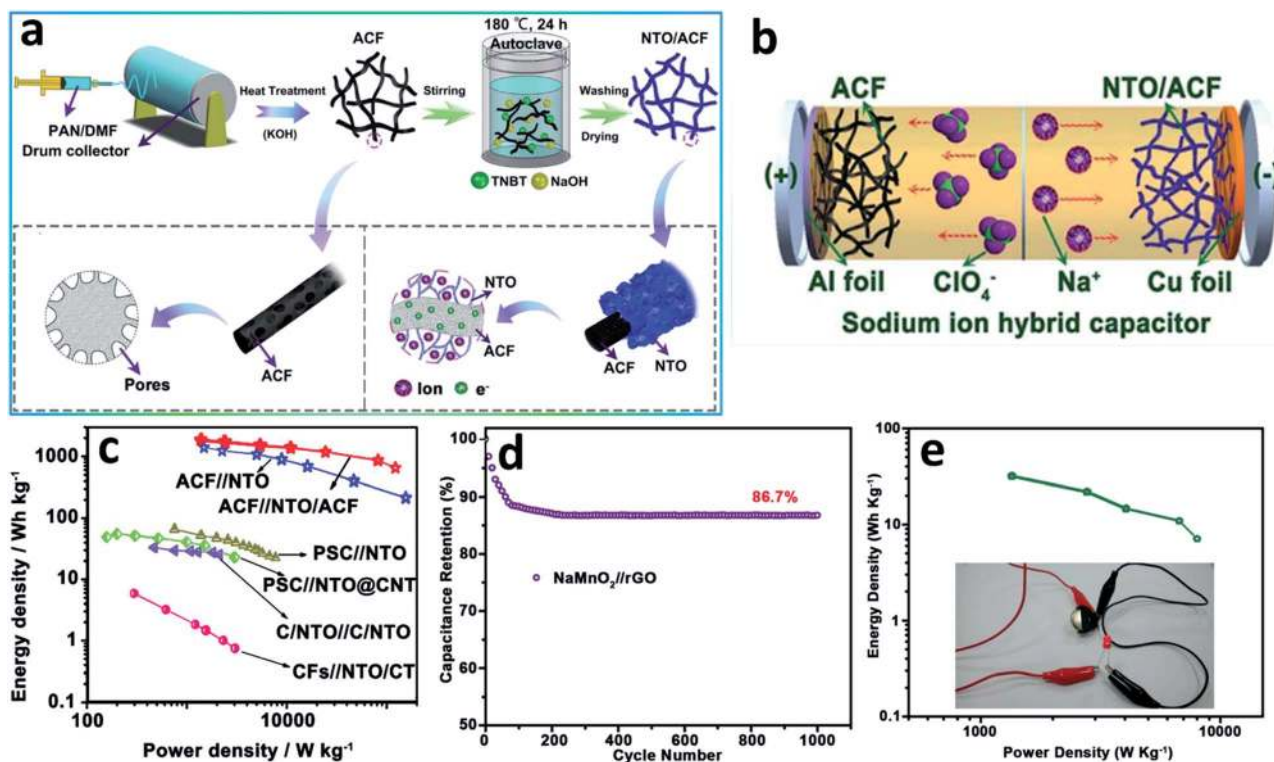 a
PAN/DMF
Drum collector
Heat Treatment
(KOH)
ACF
Stirring
180 ℃, 24 h
Autoclave
TNBT
NaOH
Washing
Drying
NTO/ACF
Pores
ACF
NTO
ACF
Ion
e-
ACF
NTO
b
ACF
NTO/ACF
(+)
(-)
Al foil
ClO4-
Na+
Cu foil
Sodium ion hybrid capacitor
c
Energy density / Wh kg-1
1000
100
10
1
0.1
ACF//NTO
ACF//NTO/ACF
PSC//NTO
PSC//NTO@CNT
C/NTO//C/NTO
CFs//NTO/CT
100
10000
Power density / W kg-1
d
Capacitance Retention (%)
100
90
80
70
60
50
86.7%
NaMnO2//rGO
0
200
400
600
800
1000
Cycle Number
e
Energy Density (Wh Kg-1)
100
10
1
0.1
1000
10000
Power Density (W Kg-1)